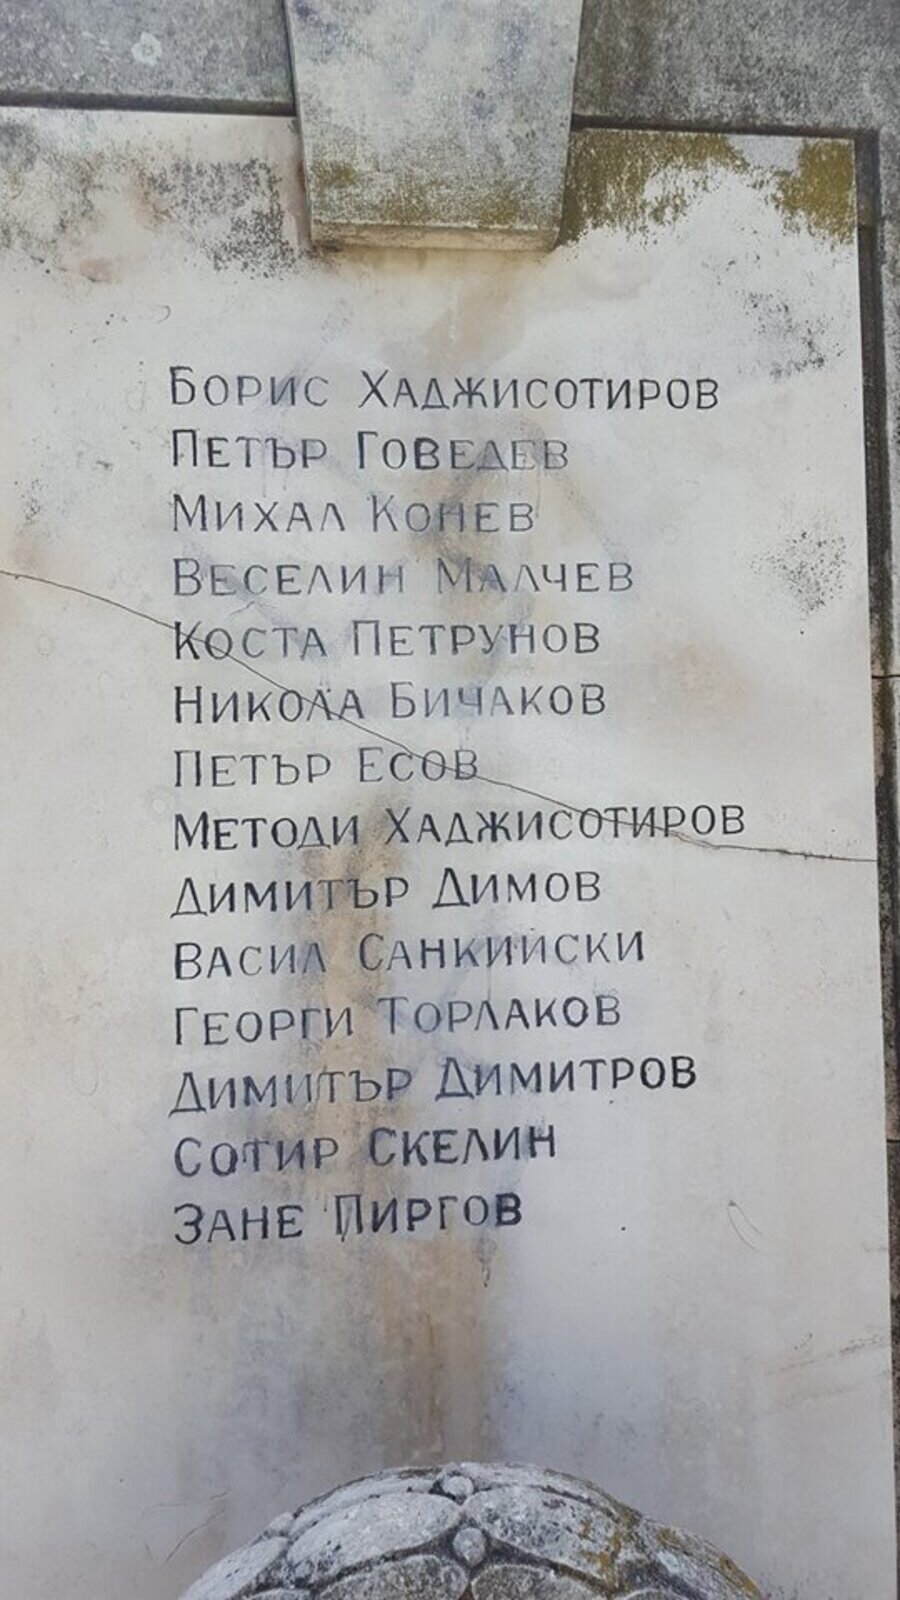 БОРИС ХАДЖИСОТИРОВ
ПЕТЪР ГОВЕДЕВ
МИХАЛ КОНЕВ
ВЕСЕЛИН МАЛЧЕВ
КОСТА ПЕТРУНОВ
НИКОЛА БИЧАКОВ
ПЕТЪР ЕСОВ
МЕТОДИ ХАДЖИСОТИРОВ
ДИМИТЪР ДИМОВ
ВАСИЛ САНКИЙСКИ
ГЕОРГИ ТОРЛАКОВ
ДИМИТЪР ДИМИТРОВ
СОТИР СКЕЛИН
ЗАНЕ ПИРГОВ